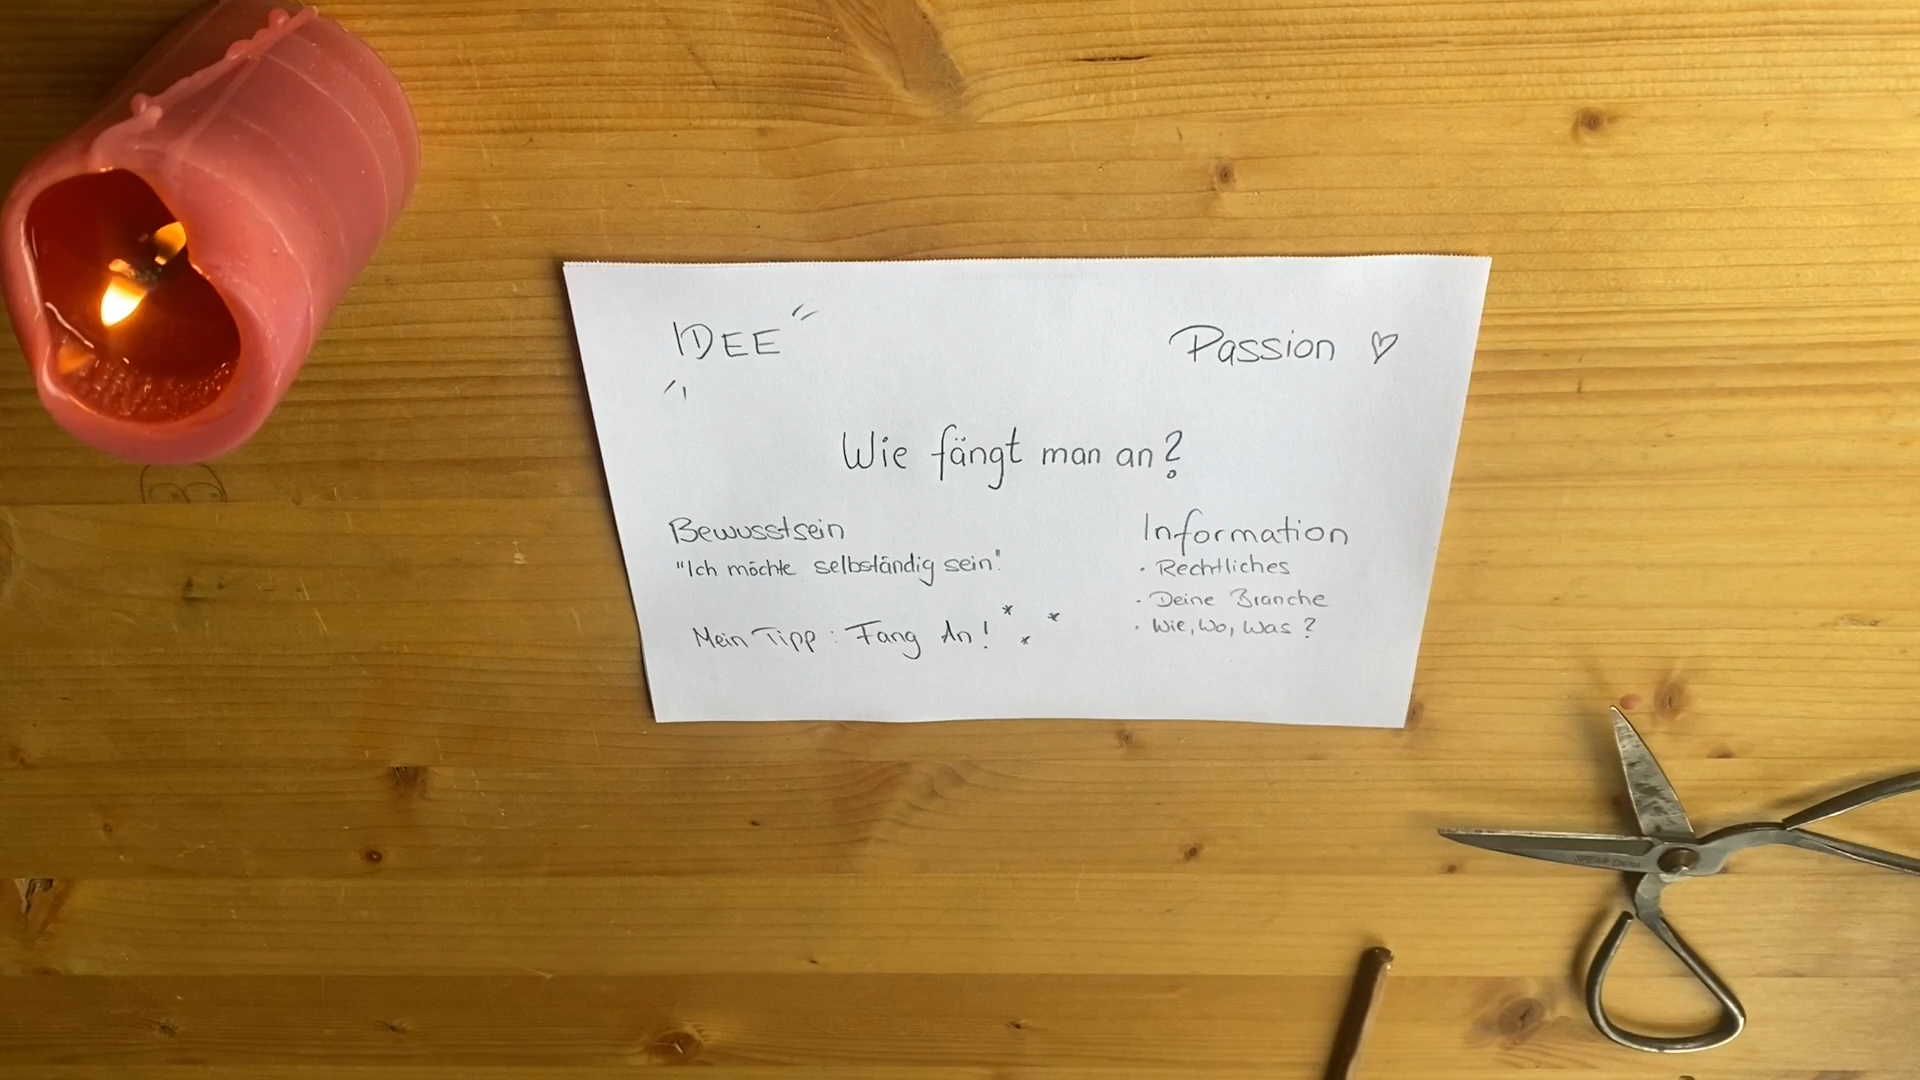 IDEE
Passion ♡
Wie fängt man an?
Bewusstsein
"Ich möchte selbständig sein"
Mein Tipp: Fang An!
Information
· Rechtliches
· Deine Branche
· Wie, Wo, Was?